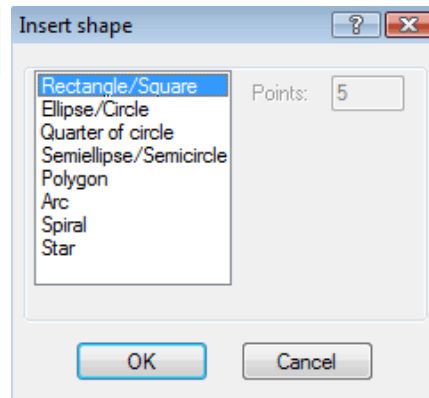 Insert shape
?
Rectangle/Square
Points: 5
Ellipse/Circle
Quarter of circle
Semiellipse/Semicircle
Polygon
Arc
Spiral
Star
OK Cancel